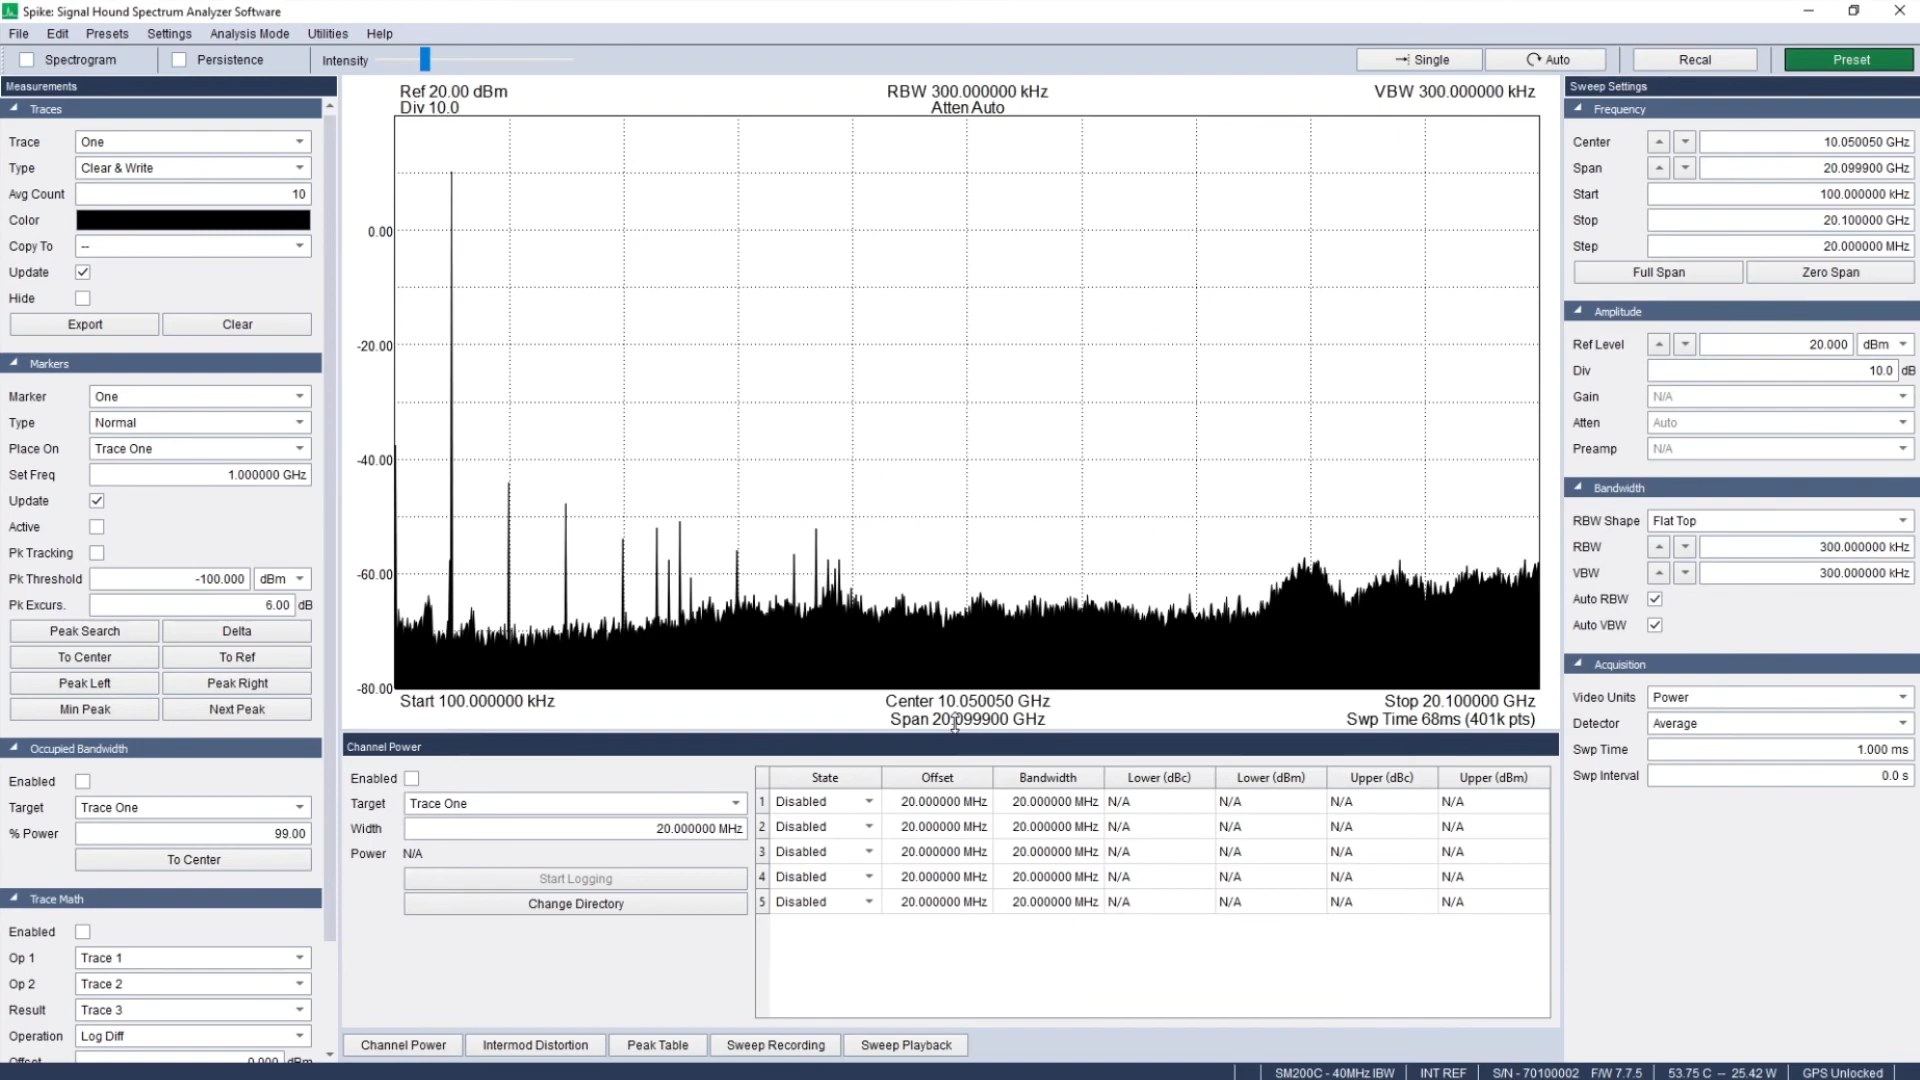 Spike: Signal Hound Spectrum Analyzer Software
File Edit Presets Settings Analysis Mode Utilities Help
Spectrogram Persistence Intensity Single Auto Recal Preset
Measurements
Traces
Trace One
Type Clear & Write
Avg Count 10
Color
Copy To --
Update
Hide
Export Clear
Markers
Marker One
Type Normal
Place On Trace One
Set Freq 1.000000 GHz
Update
Active
Pk Tracking
Pk Threshold -100.000 dBm
Pk Excurs. 6.00 dB
Peak Search Delta
To Center To Ref
Peak Left Peak Right
Min Peak Next Peak
Occupied Bandwidth
Enabled
Target Trace One
% Power 99.00
To Center
Trace Math
Enabled
Op 1 Trace 1
Op 2 Trace 2
Result Trace 3
Operation Log Diff
Offset 0.000 dBm
Ref 20.00 dBm RBW 300.000000 kHz VBW 300.000000 kHz
Div 10.0 Atten Auto
0.00
-20.00
-40.00
-60.00
-80.00
Start 100.000000 kHz Center 10.050050 GHz Stop 20.100000 GHz
Span 20.099900 GHz Swp Time 68ms (401k pts)
Channel Power
Enabled
Target Trace One
Width 20.000000 MHz
Power N/A
Start Logging
Change Directory
State Offset Bandwidth Lower (dBc) Lower (dBm) Upper (dBc) Upper (dBm)
1 Disabled 20.000000 MHz 20.000000 MHz N/A N/A N/A N/A
2 Disabled 20.000000 MHz 20.000000 MHz N/A N/A N/A N/A
3 Disabled 20.000000 MHz 20.000000 MHz N/A N/A N/A N/A
4 Disabled 20.000000 MHz 20.000000 MHz N/A N/A N/A N/A
5 Disabled 20.000000 MHz 20.000000 MHz N/A N/A N/A N/A
Channel Power Intermod Distortion Peak Table Sweep Recording Sweep Playback
Sweep Settings
Frequency
Center 10.050050 GHz
Span 20.099900 GHz
Start 100.000000 kHz
Stop 20.100000 GHz
Step 20.000000 MHz
Full Span Zero Span
Amplitude
Ref Level 20.000 dBm
Div 10.0 dB
Gain N/A
Atten Auto
Preamp N/A
Bandwidth
RBW Shape Flat Top
RBW 300.000000 kHz
VBW 300.000000 kHz
Auto RBW
Auto VBW
Acquisition
Video Units Power
Detector Average
Swp Time 1.000 ms
Swp Interval 0.0 s
SM200C - 40MHz IBW INT REF S/N - 70100002 F/W 7.7.5 53.75 C -- 25.42 W GPS Unlocked